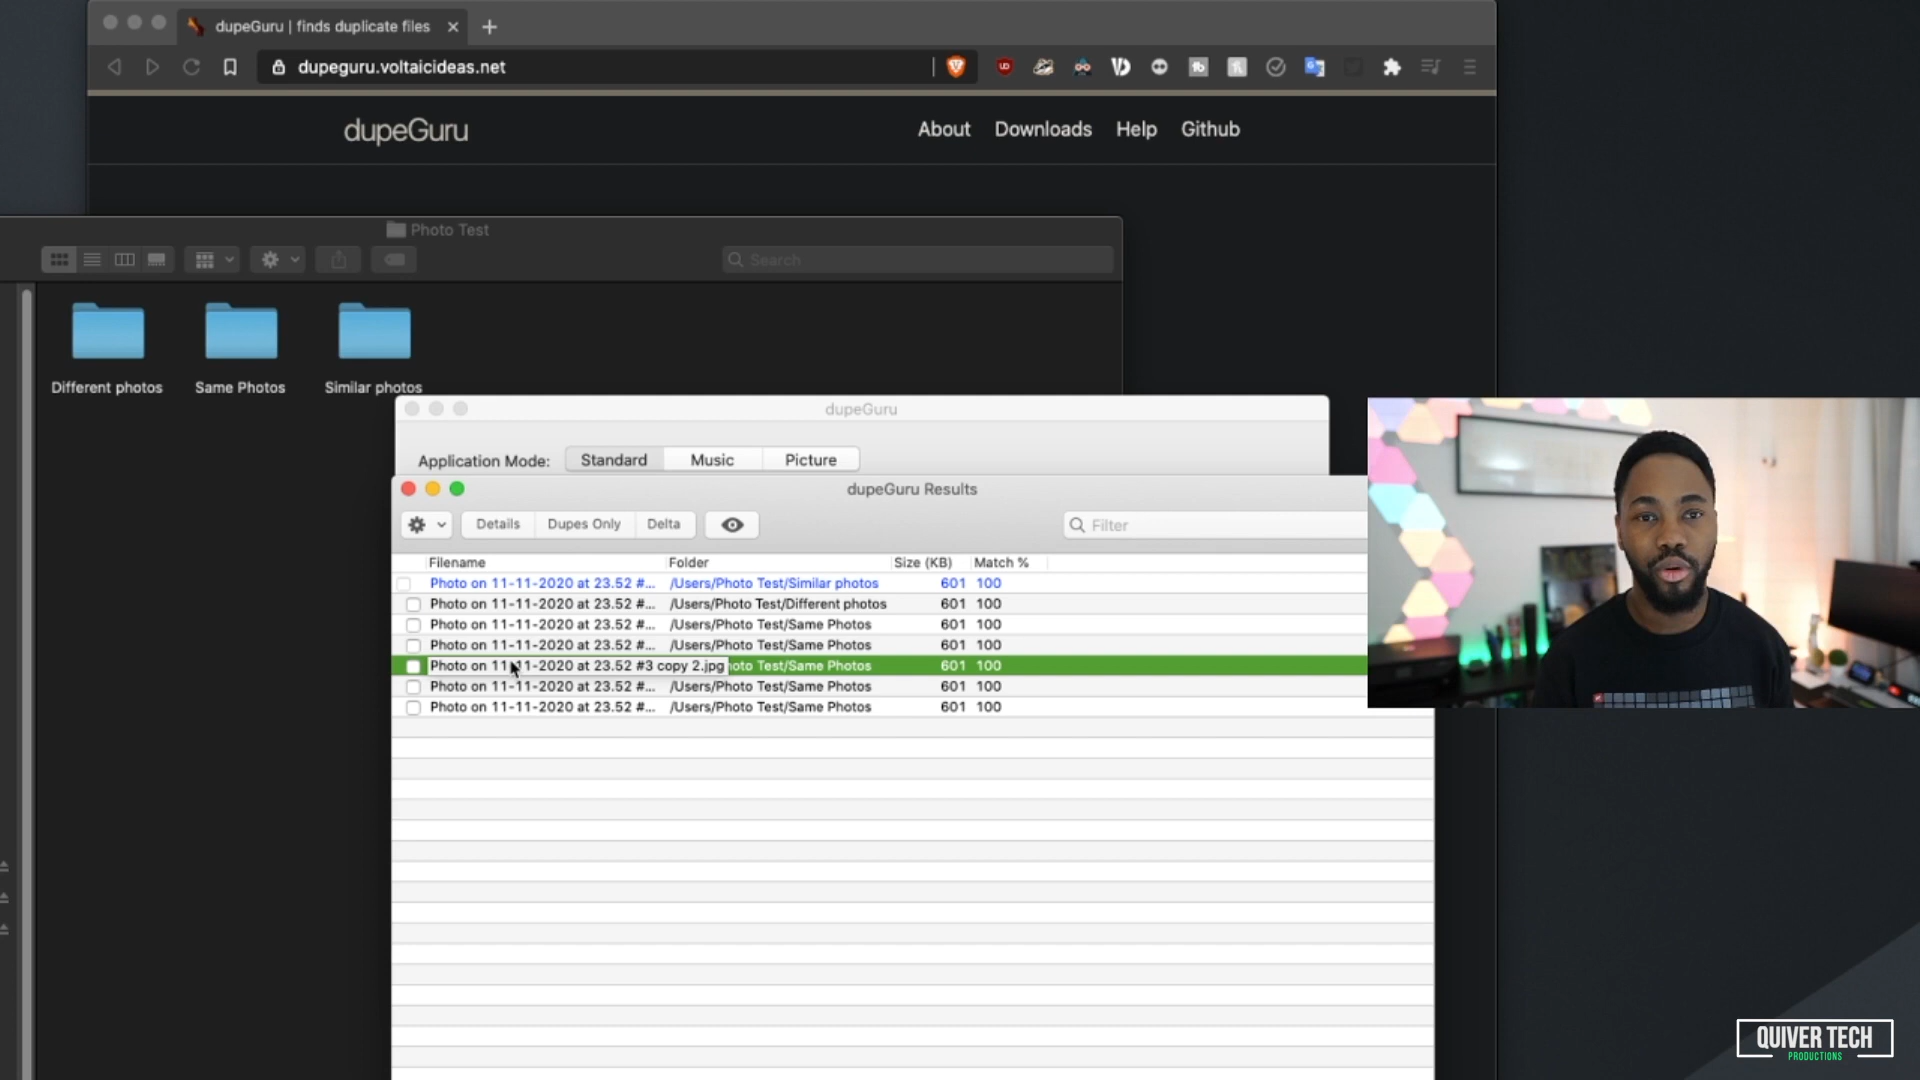 dupeGuru | finds duplicate files
dupeguru.voltaicideas.net
dupeGuru
About Downloads Help Github
Photo Test
Search
Different photos
Same Photos
Similar photos
dupeGuru
Application Mode: Standard Music Picture
dupeGuru Results
Details Dupes Only Delta
Filter
Filename Folder Size (KB) Match %
Photo on 11-11-2020 at 23.52 #... /Users/Photo Test/Similar photos 601 100
Photo on 11-11-2020 at 23.52 #... /Users/Photo Test/Different photos 601 100
Photo on 11-11-2020 at 23.52 #... /Users/Photo Test/Same Photos 601 100
Photo on 11-11-2020 at 23.52 #... /Users/Photo Test/Same Photos 601 100
Photo on 11-11-2020 at 23.52 #3 copy 2.jpg oto Test/Same Photos 601 100
Photo on 11-11-2020 at 23.52 #... /Users/Photo Test/Same Photos 601 100
Photo on 11-11-2020 at 23.52 #... /Users/Photo Test/Same Photos 601 100
QUIVER TECH
PRODUCTIONS